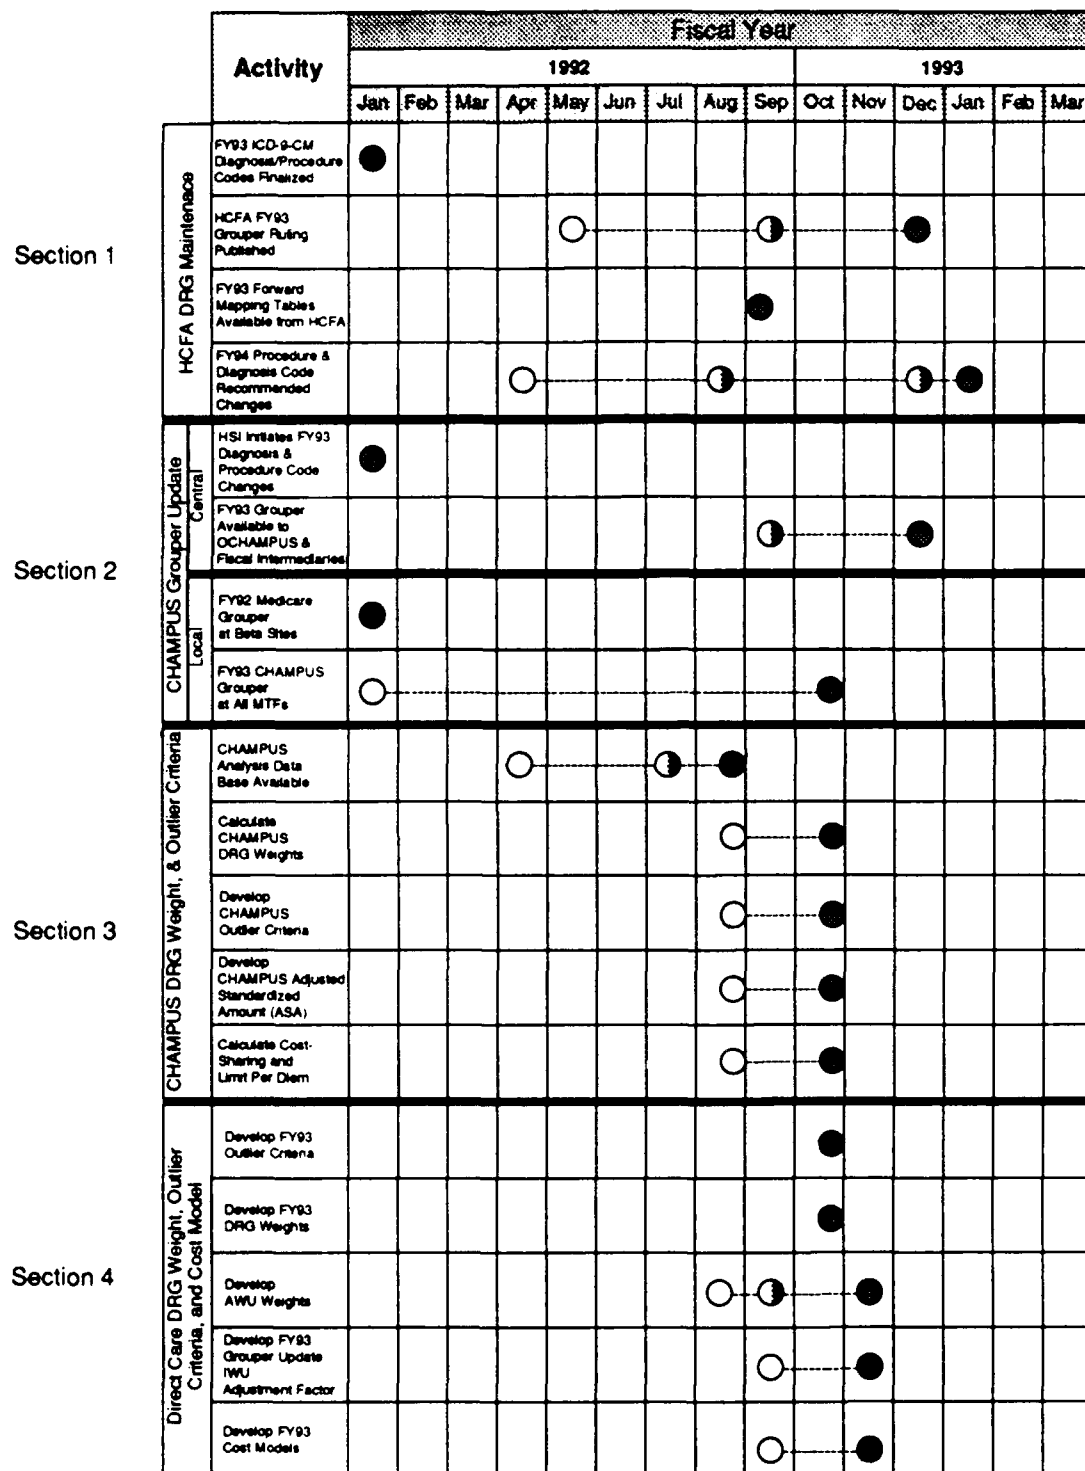 Fiscal Year
Activity
1992
1993
Jan Feb Mar Apr May Jun Jul Aug Sep Oct Nov Dec Jan Feb Mar
Section 1
HCFA DRG Maintenace
FY93 ICD-9-CM
Diagnosis/Procedure
Codes Finalized
HCFA FY93
Grouper Ruling
Published
FY93 Forward
Mapping Tables
Available from HCFA
FY94 Procedure &
Diagnosis Code
Recommended
Changes
Section 2
CHAMPUS Grouper Update
Central
HSI Initiates FY93
Diagnosis &
Procedure Code
Changes
FY93 Grouper
Available to
OCHAMPUS &
Fiscal Intermediaries
Local
FY92 Medicare
Grouper
at Beta Sites
FY93 CHAMPUS
Grouper
at All MTFs
Section 3
CHAMPUS DRG Weight, & Outlier Criteria
CHAMPUS
Analysis Data
Base Available
Calculate
CHAMPUS
DRG Weights
Develop
CHAMPUS
Outlier Criteria
Develop
CHAMPUS Adjusted
Standardized
Amount (ASA)
Calculate Cost-
Sharing and
Limit Per Diem
Section 4
Direct Care DRG Weight, Outlier
Criteria, and Cost Model
Develop FY93
Outlier Criteria
Develop FY93
DRG Weights
Develop
AWU Weights
Develop FY93
Grouper Update
IWU
Adjustment Factor
Develop FY93
Cost Models